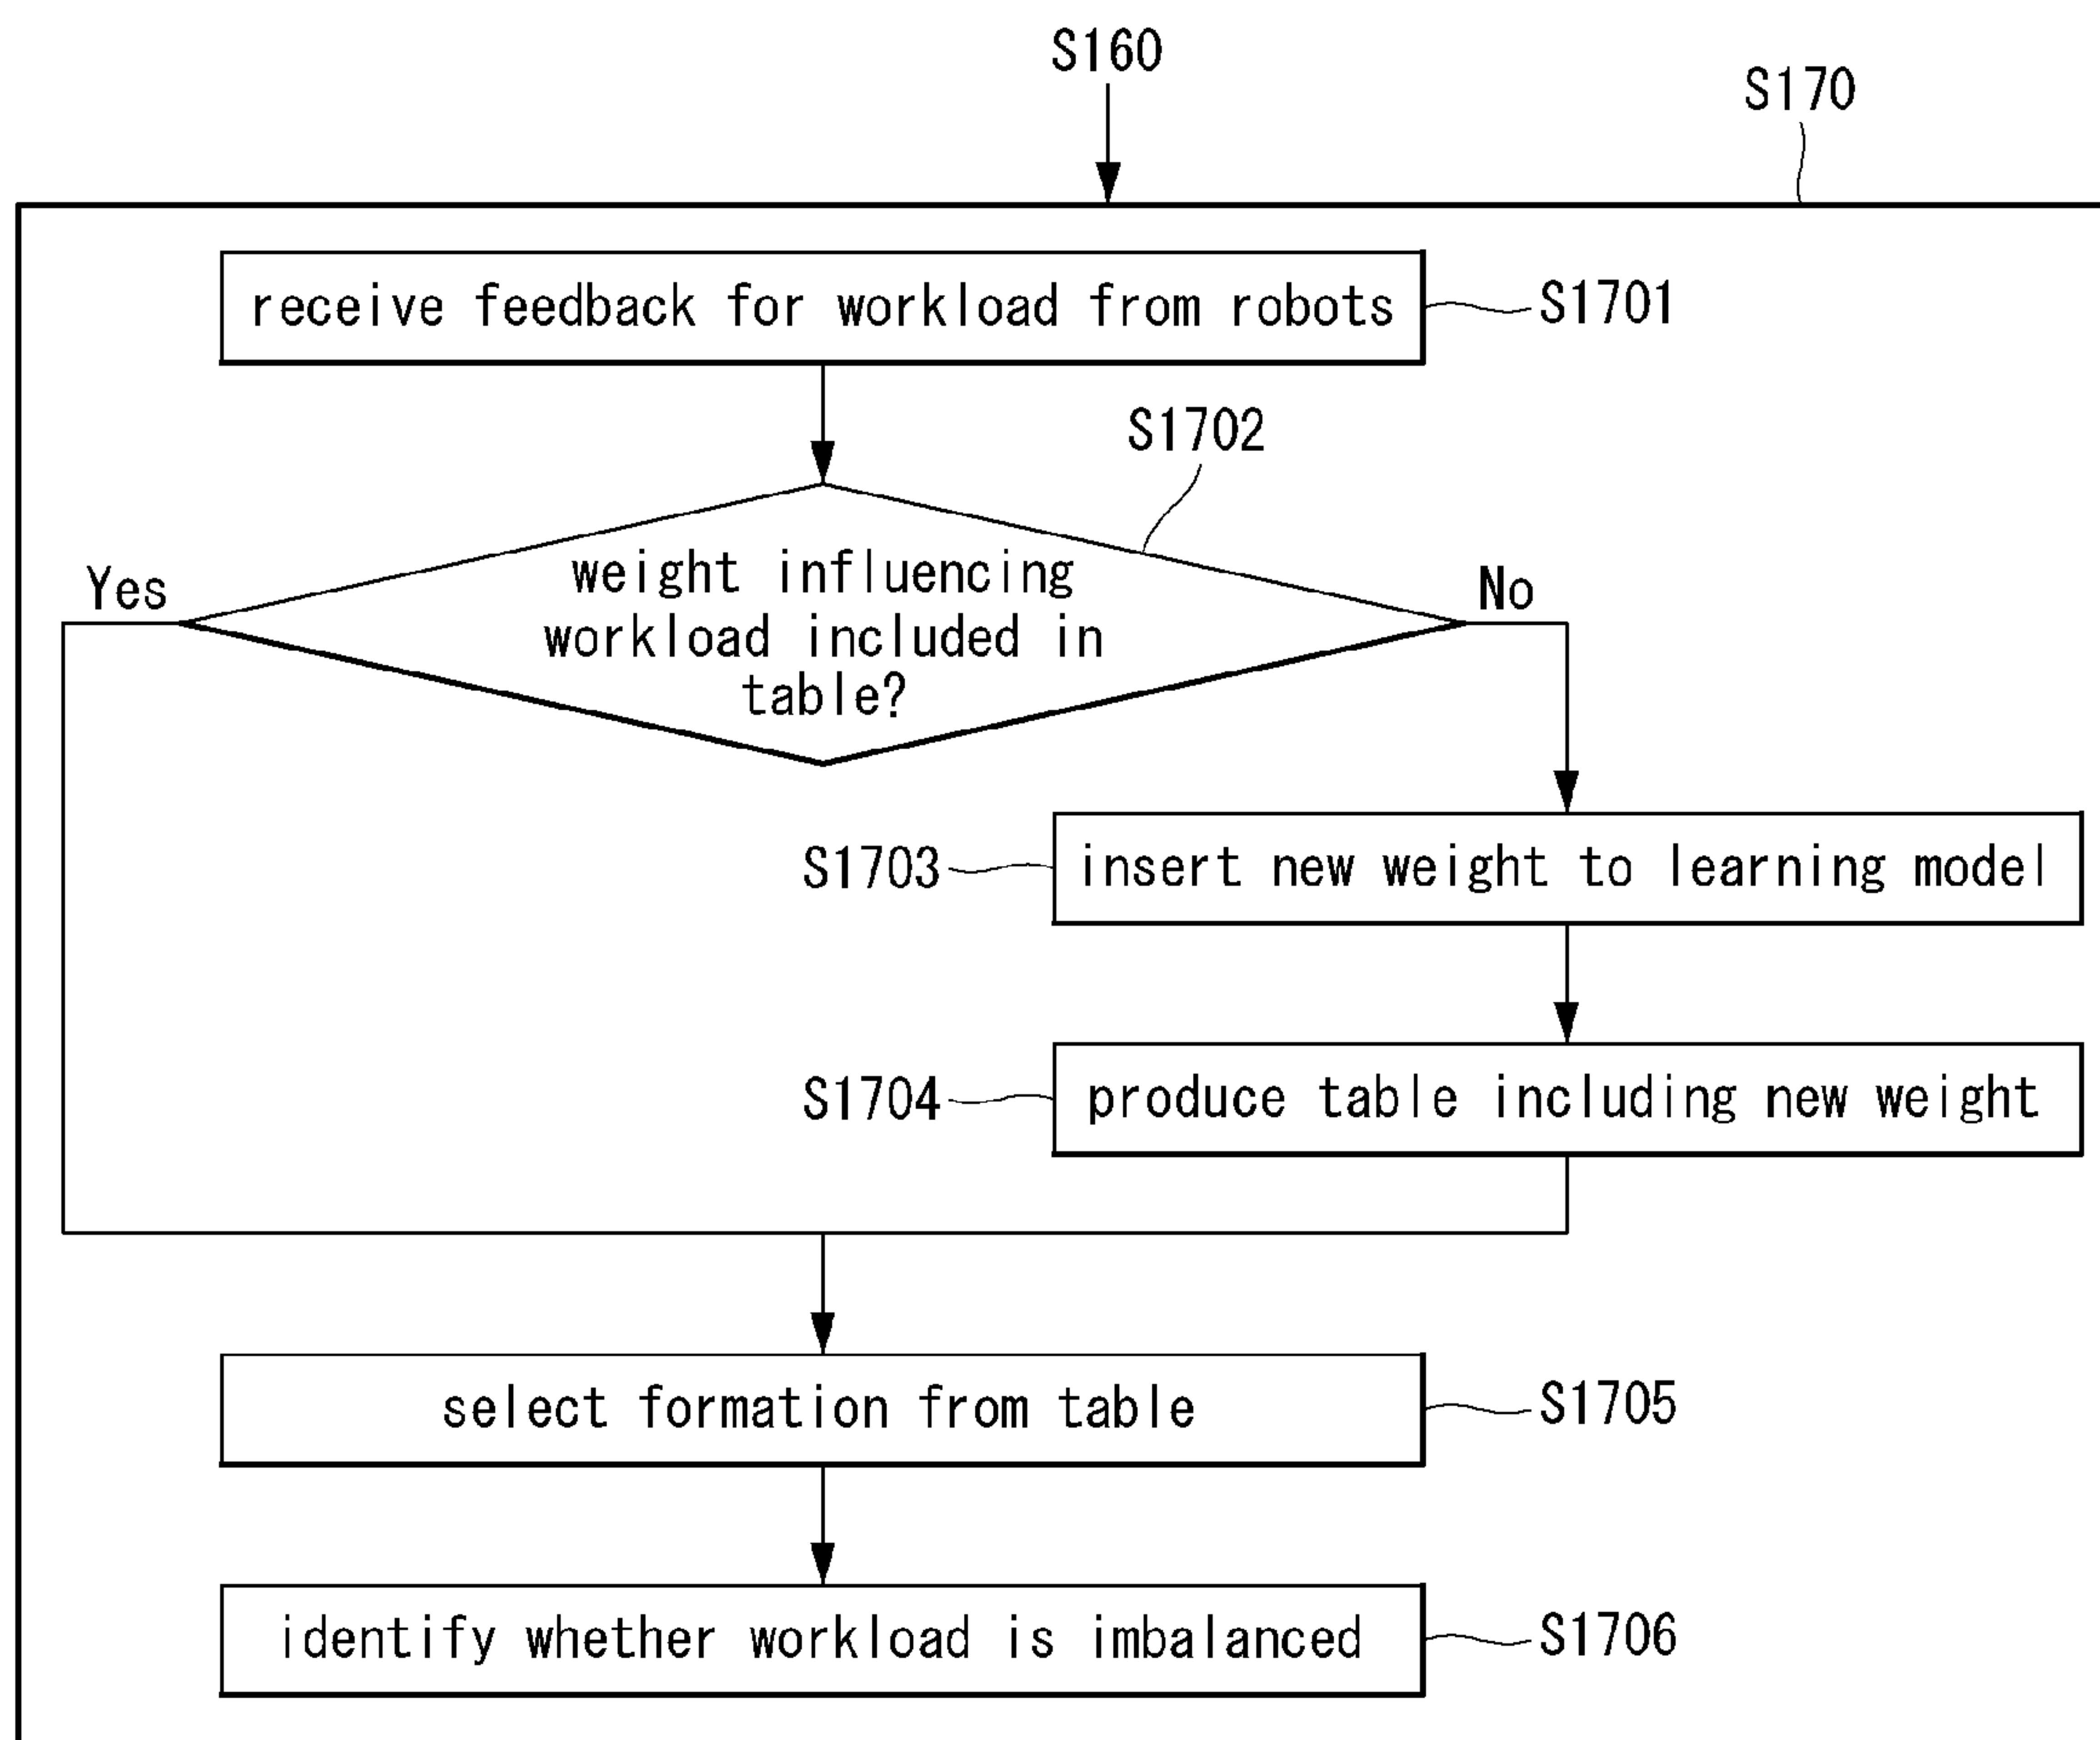 S160
S170
receive feedback for workload from robots
S1701
S1702
Yes
weight influencing
workload included in
table?
No
S1703
insert new weight to learning model
S1704
produce table including new weight
select formation from table
S1705
identify whether workload is imbalanced
S1706